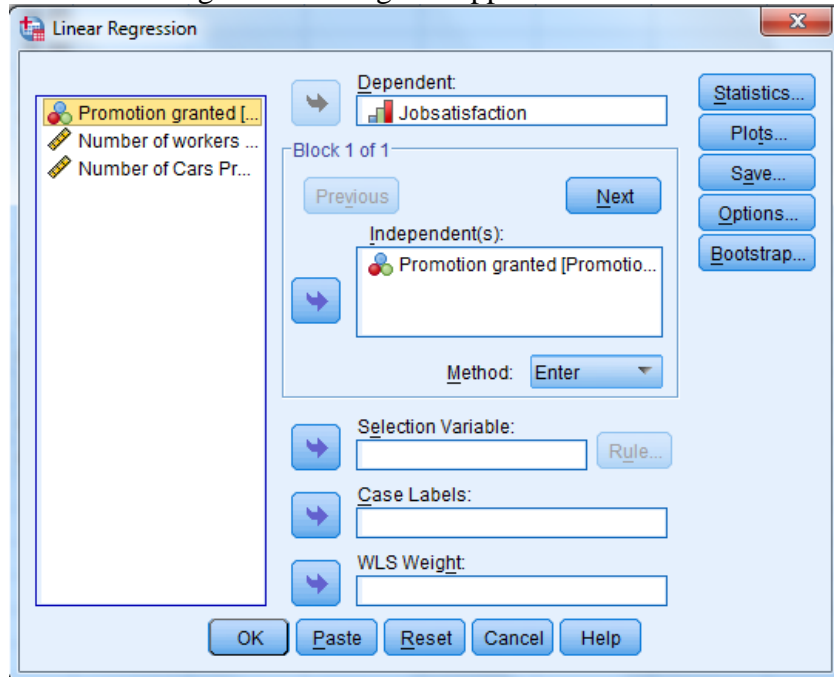 Linear Regression
Promotion granted [...
Number of workers ...
Number of Cars Pr...
Dependent:
Jobsatisfaction
Block 1 of 1
Previous
Next
Independent(s):
Promotion granted [Promotio...
Method: Enter
Selection Variable:
Rule...
Case Labels:
WLS Weight:
Statistics...
Plots...
Save...
Options...
Bootstrap...
OK Paste Reset Cancel Help